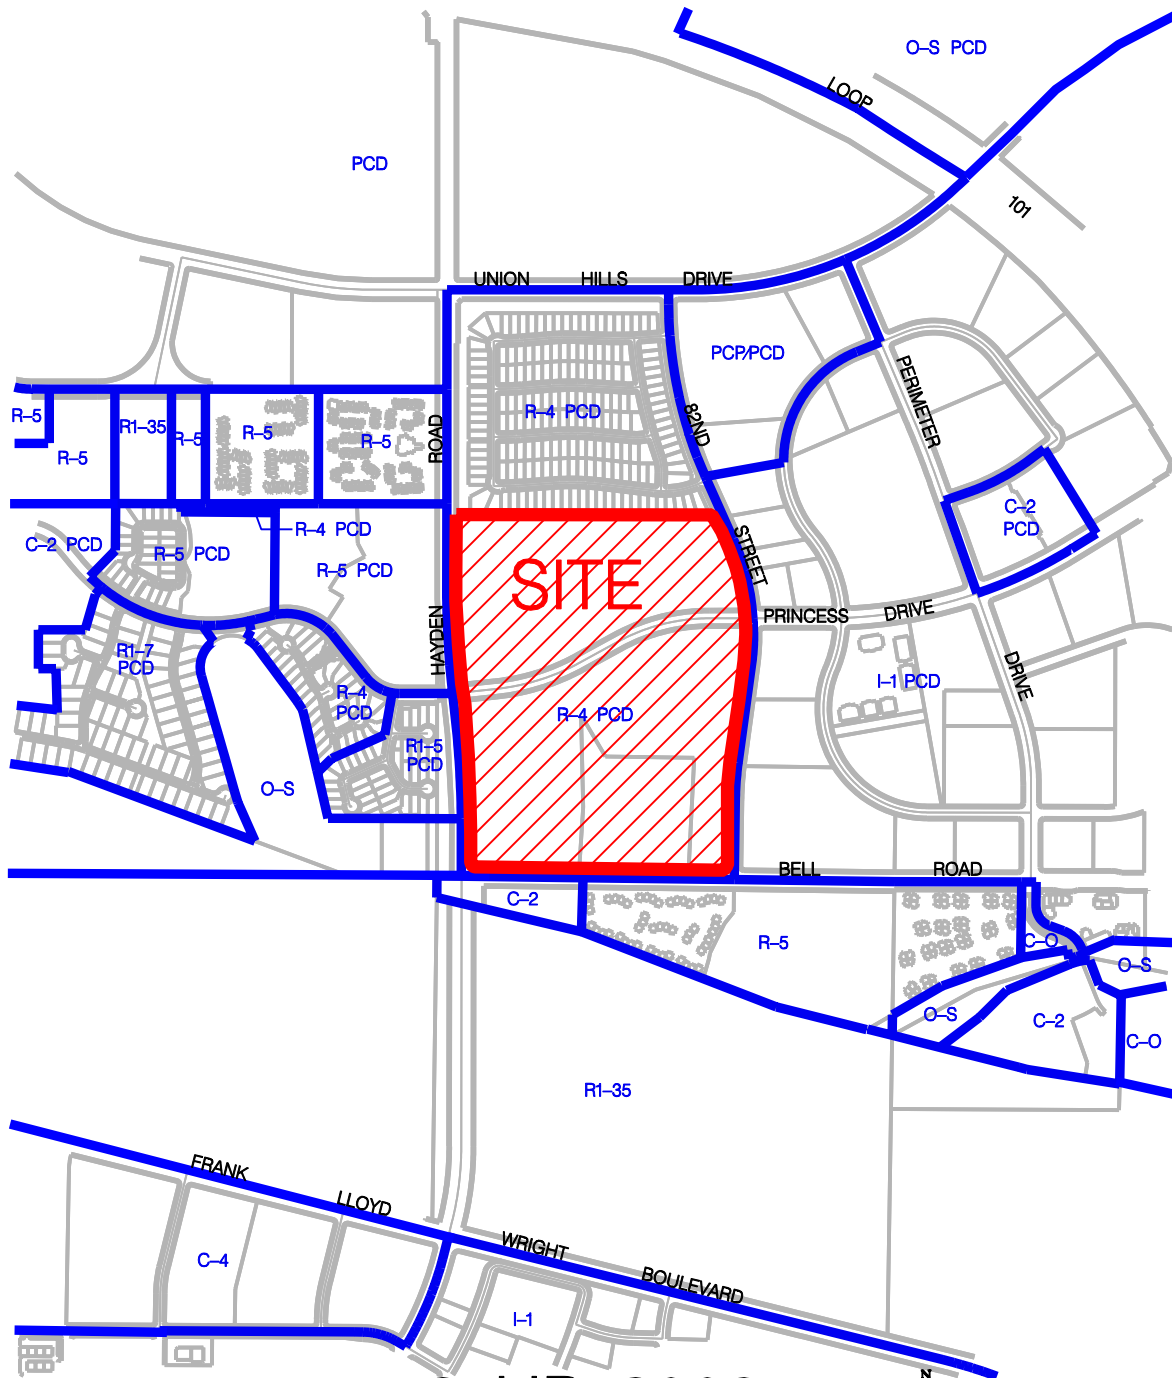 O–S PCD
LOOP
PCD
101
UNION HILLS DRIVE
PCP/PCD
PERIMETER
R–4 PCD
82ND
R–5
R1–35
R–5
R–5
R–5
ROAD
R–5
C–2
PCD
R–4 PCD
C–2 PCD
R–5 PCD
R–5 PCD
STREET
SITE
PRINCESS DRIVE
HAYDEN
R1–7
PCD
DRIVE
I–1 PCD
R–4
PCD
R–4 PCD
R1–5
PCD
O–S
BELL ROAD
C–2
R–5
C–O
O–S
O–S
C–2
C–O
R1–35
FRANK LLOYD WRIGHT BOULEVARD
C–4
I–1